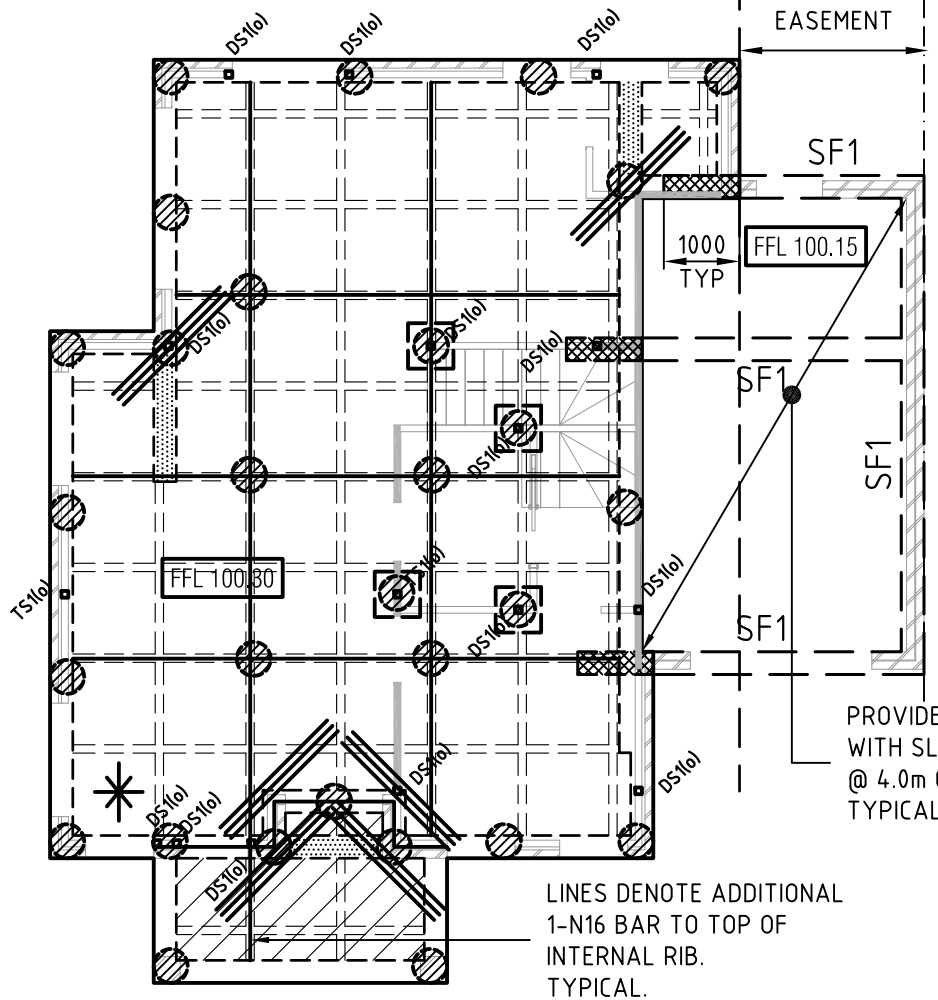 DS1(o)
DS1(o)
DS1(o)
EASEMENT
SF1
1000
TYP
FFL 100.15
DS1(o)
DS1(o)
DS1(o)
SF1
SF1
DS1(o)
FFL 100.30
TS1(o)
DS1(o)
DS1(o)
SF1
PROVIDE
WITH SL
@ 4.0m
TYPICAL
DS1(o)
DS1(o)
DS1(o)
DS1(o)
DS1(o)
LINES DENOTE ADDITIONAL
1-N16 BAR TO TOP OF
INTERNAL RIB.
TYPICAL.